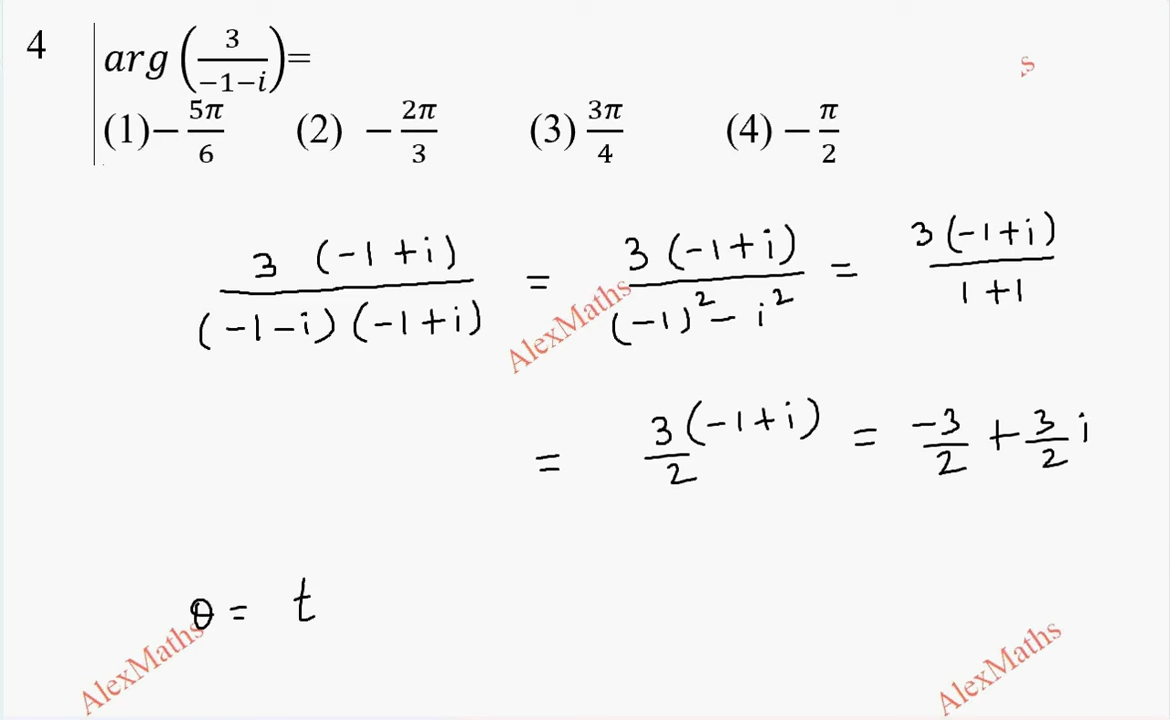 4 arg(3/(−1−i))=
(1)−5π/6 (2) −2π/3 (3) 3π/4 (4) −π/2
s
3 (-1+i)/((-1-i)(-1+i)) = 3(-1+i)/((-1)² - i²) = 3(-1+i)/(1+1)
AlexMaths
= 3/2 (-1+i) = -3/2 + 3/2 i
θ = t
AlexMaths
AlexMaths